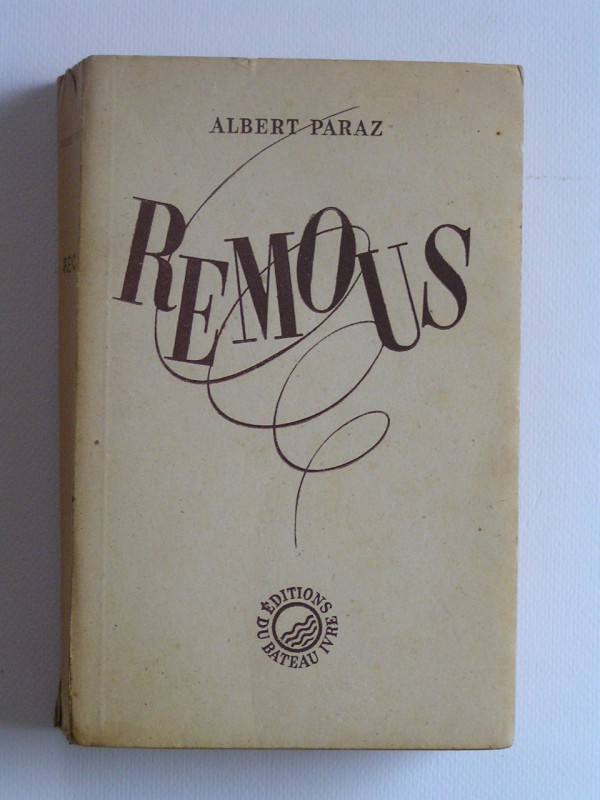 ALBERT PARAZ
REMOUS
ÉDITIONS
DU BATEAU IVRE